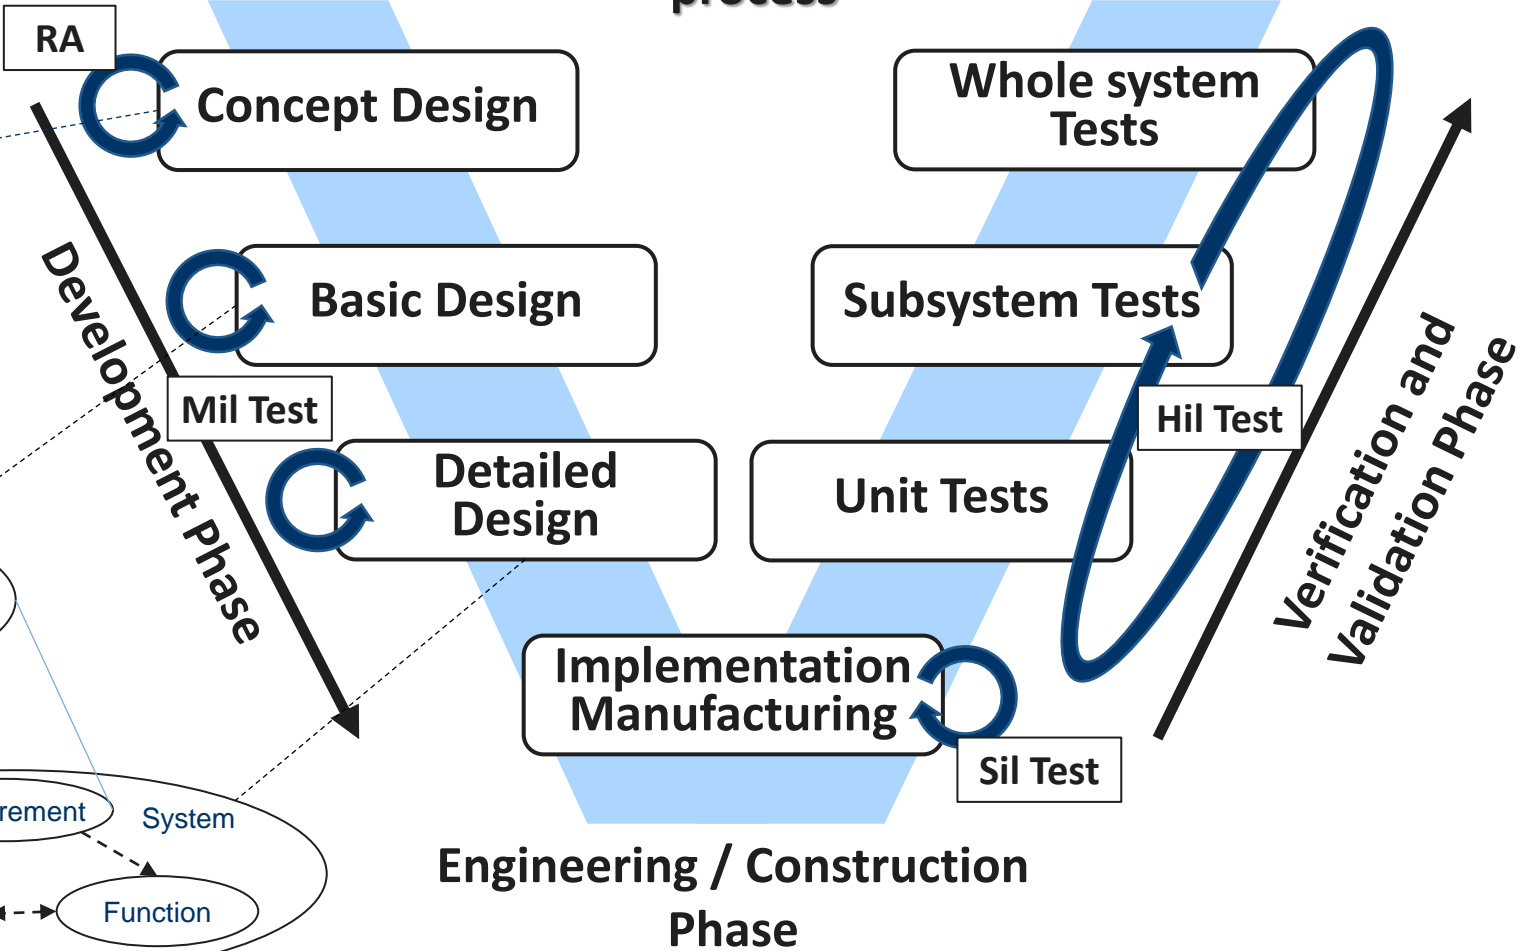 process
RA
Concept Design
Whole system
Tests
Basic Design
Subsystem Tests
Development Phase
Mil Test
Hil Test
Verification and
Validation Phase
Detailed
Design
Unit Tests
Implementation
Manufacturing
Sil Test
rement
System
Function
Engineering / Construction
Phase